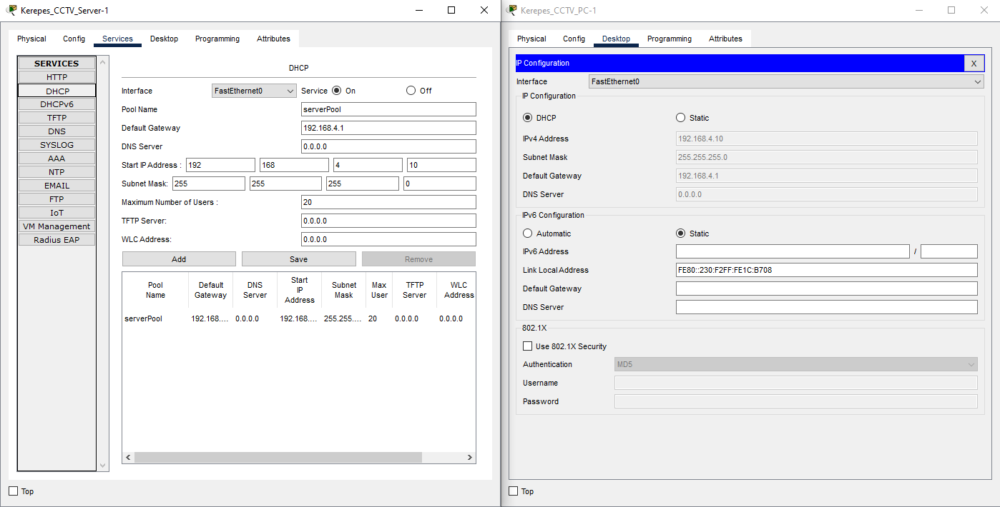 Kerepes_CCTV_Server-1
Physical Config Services Desktop Programming Attributes
SERVICES
HTTP
DHCP
DHCPv6
TFTP
DNS
SYSLOG
AAA
NTP
EMAIL
FTP
IoT
VM Management
Radius EAP
DHCP
Interface FastEthernet0 Service On Off
Pool Name serverPool
Default Gateway 192.168.4.1
DNS Server 0.0.0.0
Start IP Address : 192 168 4 10
Subnet Mask: 255 255 255 0
Maximum Number of Users : 20
TFTP Server: 0.0.0.0
WLC Address: 0.0.0.0
Add Save Remove
Pool Name Default Gateway DNS Server Start IP Address Subnet Mask Max User TFTP Server WLC Address
serverPool 192.168.... 0.0.0.0 192.168.... 255.255.... 20 0.0.0.0 0.0.0.0
Top
Kerepes_CCTV_PC-1
Physical Config Desktop Programming Attributes
IP Configuration X
Interface FastEthernet0
IP Configuration
DHCP Static
IPv4 Address 192.168.4.10
Subnet Mask 255.255.255.0
Default Gateway 192.168.4.1
DNS Server 0.0.0.0
IPv6 Configuration
Automatic Static
IPv6 Address /
Link Local Address FE80::230:F2FF:FE1C:B708
Default Gateway
DNS Server
802.1X
Use 802.1X Security
Authentication MD5
Username
Password
Top